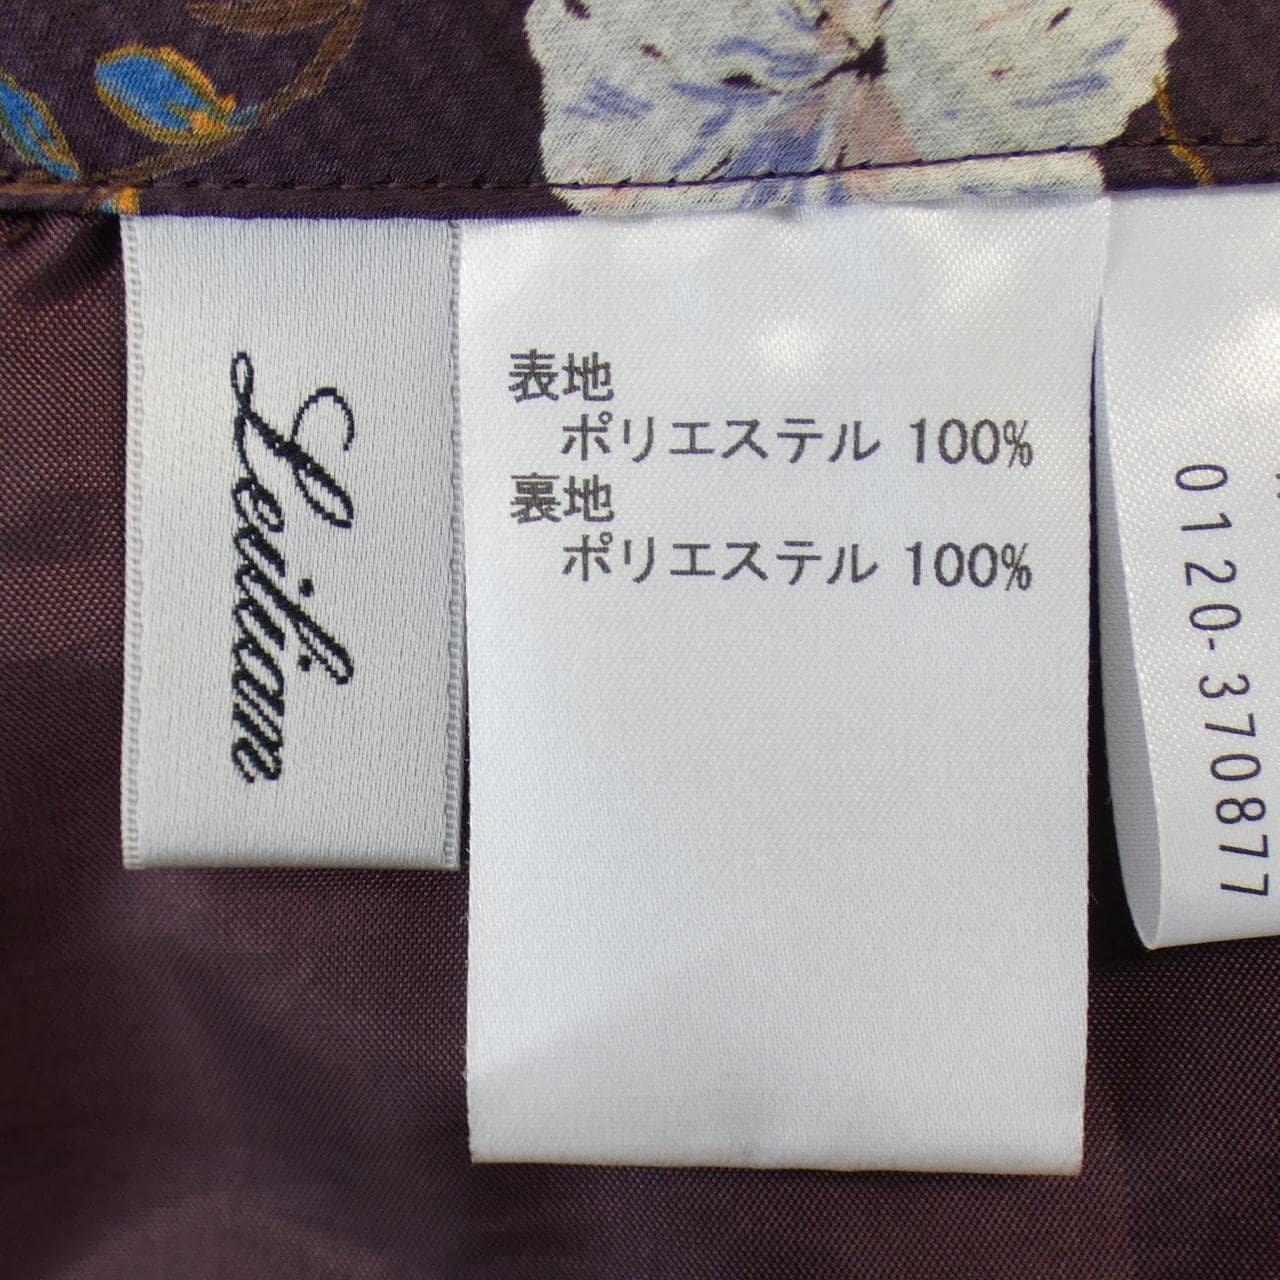 Leilian
表地
ポリエステル 100%
裏地
ポリエステル 100%
0120-370877